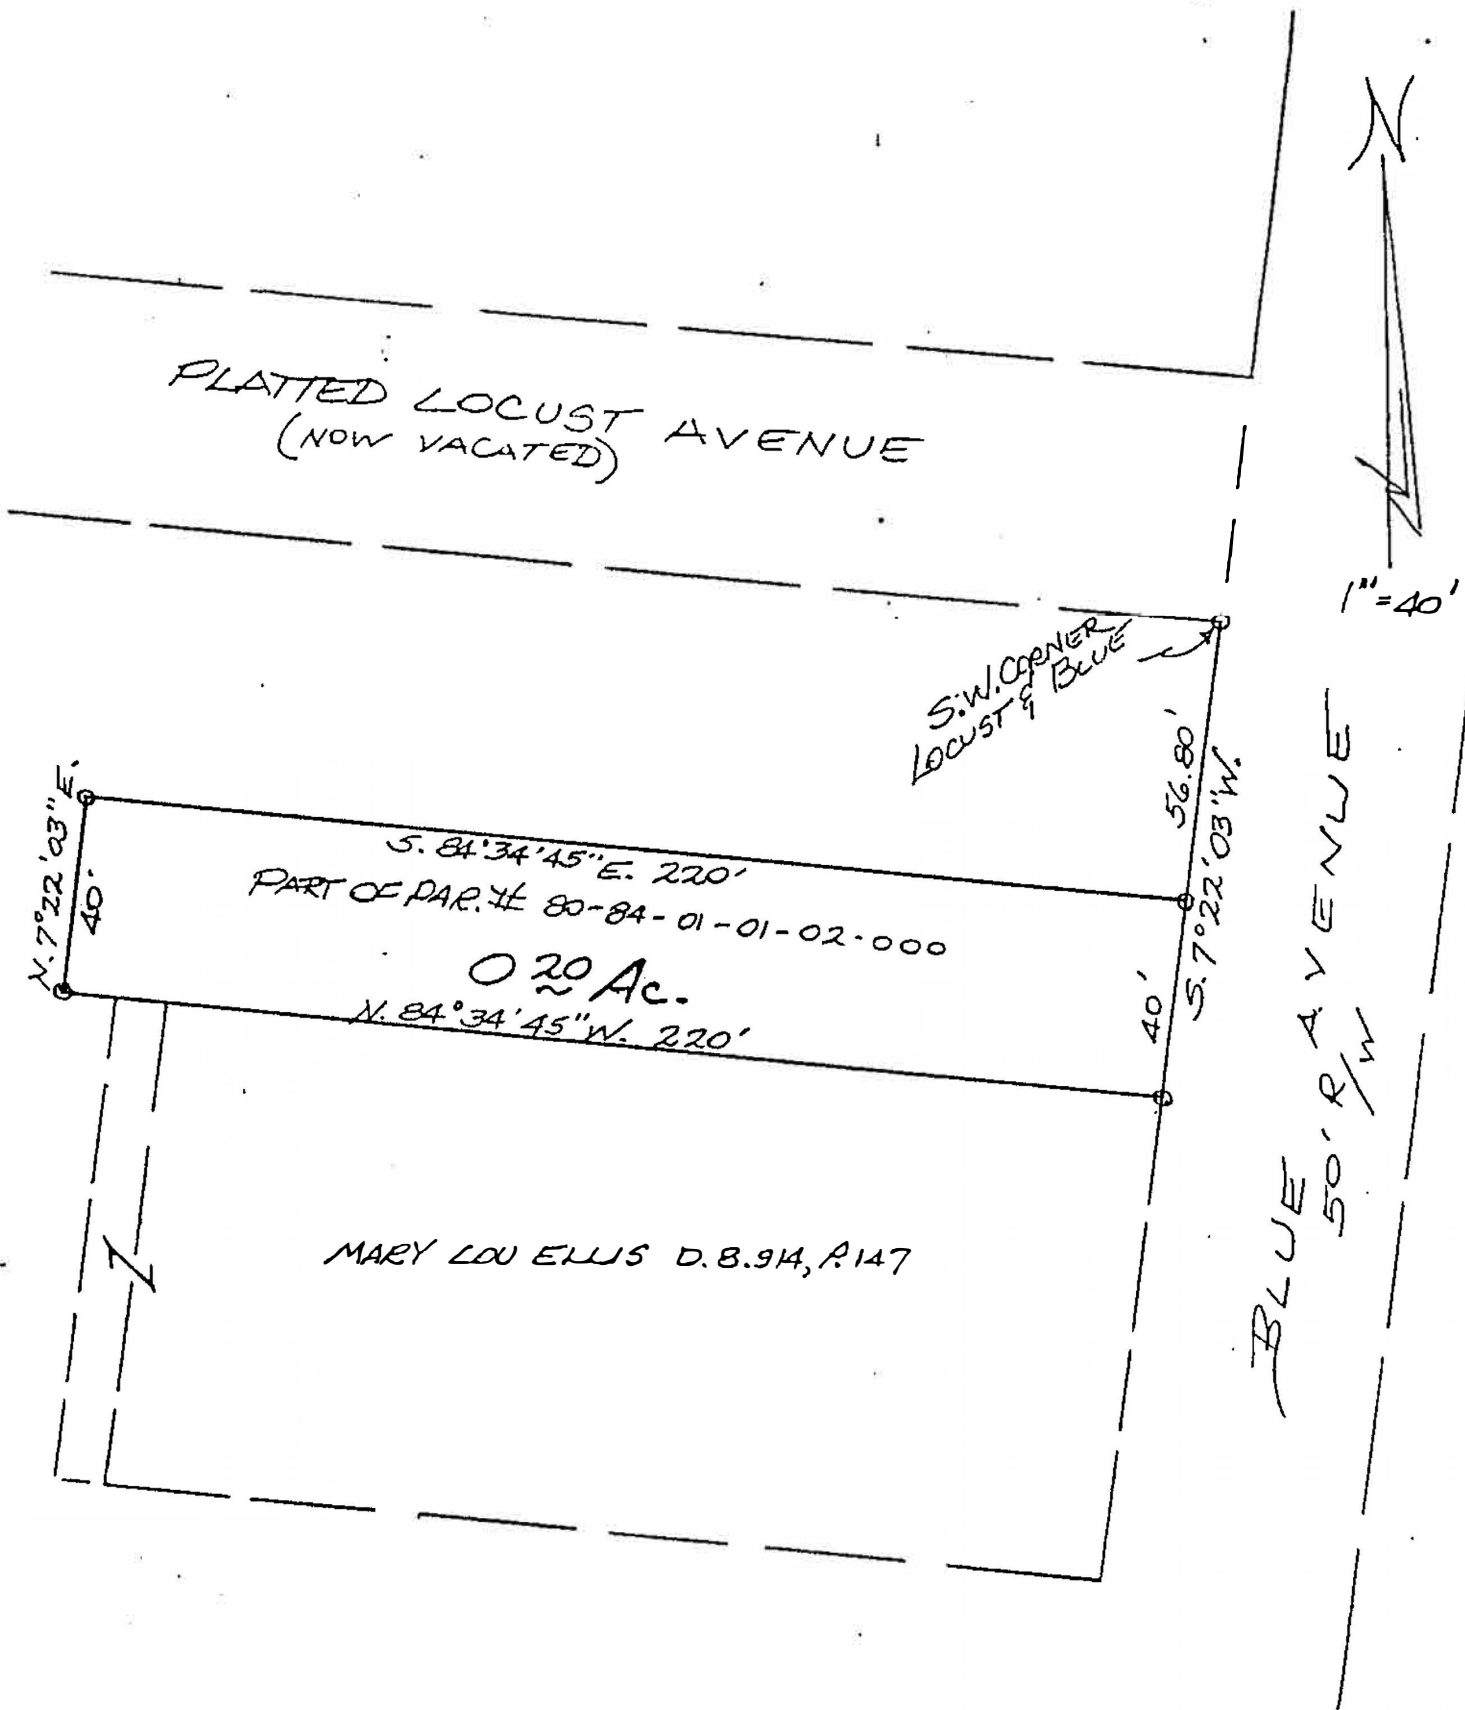 N
1"=40'
PLATTED LOCUST AVENUE
(NOW VACATED)
S.W. CORNER
LOCUST & BLUE
56.80'
S. 7°22'03"W.
40'
N. 7°22'03"E.
40'
S. 84°34'45"E. 220'
PART OF PAR. # 80-84-01-01-02-000
0 20 Ac.
N. 84°34'45"W. 220'
MARY LOU ELLIS D.B. 914, P. 147
BLUE AVENUE
50' R/W